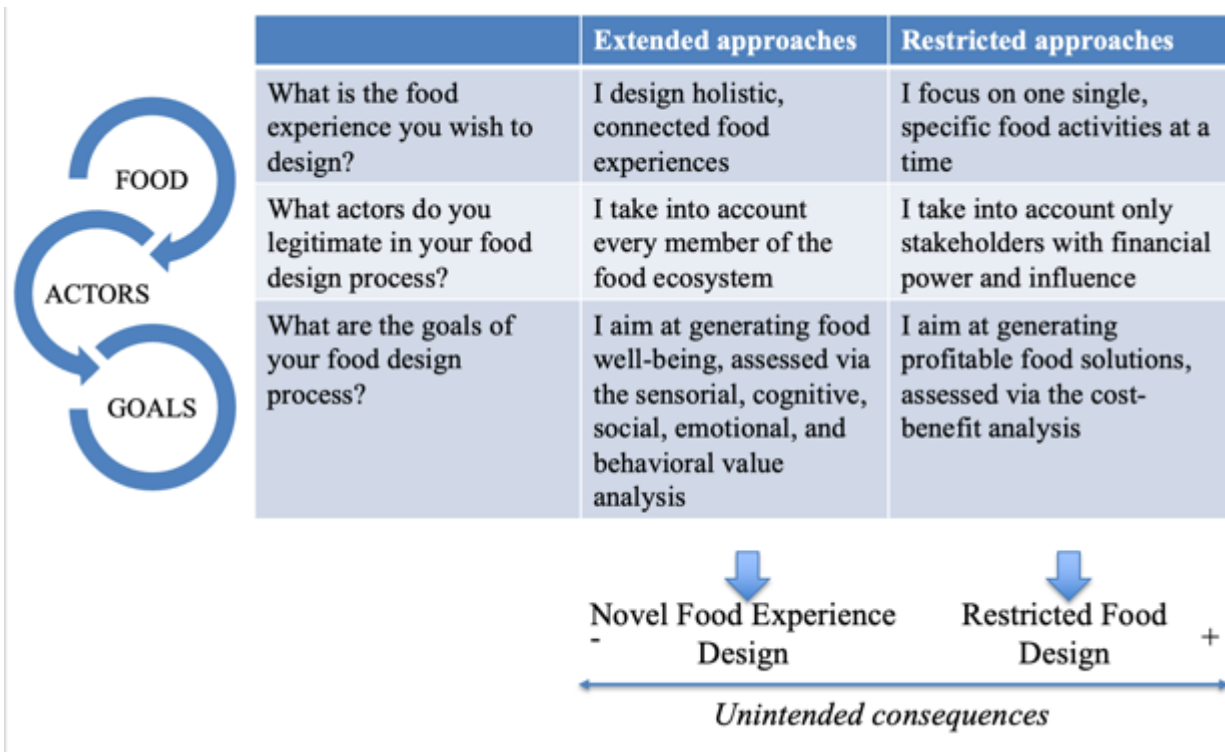 Extended approaches
Restricted approaches
FOOD
What is the food
experience you wish to
design?
I design holistic,
connected food
experiences
I focus on one single,
specific food activities at a
time
ACTORS
What actors do you
legitimate in your food
design process?
I take into account
every member of the
food ecosystem
I take into account only
stakeholders with financial
power and influence
GOALS
What are the goals of
your food design
process?
I aim at generating food
well-being, assessed via
the sensorial, cognitive,
social, emotional, and
behavioral value
analysis
I aim at generating
profitable food solutions,
assessed via the cost-
benefit analysis
Novel Food Experience
Design
Restricted Food
Design
-
+
Unintended consequences